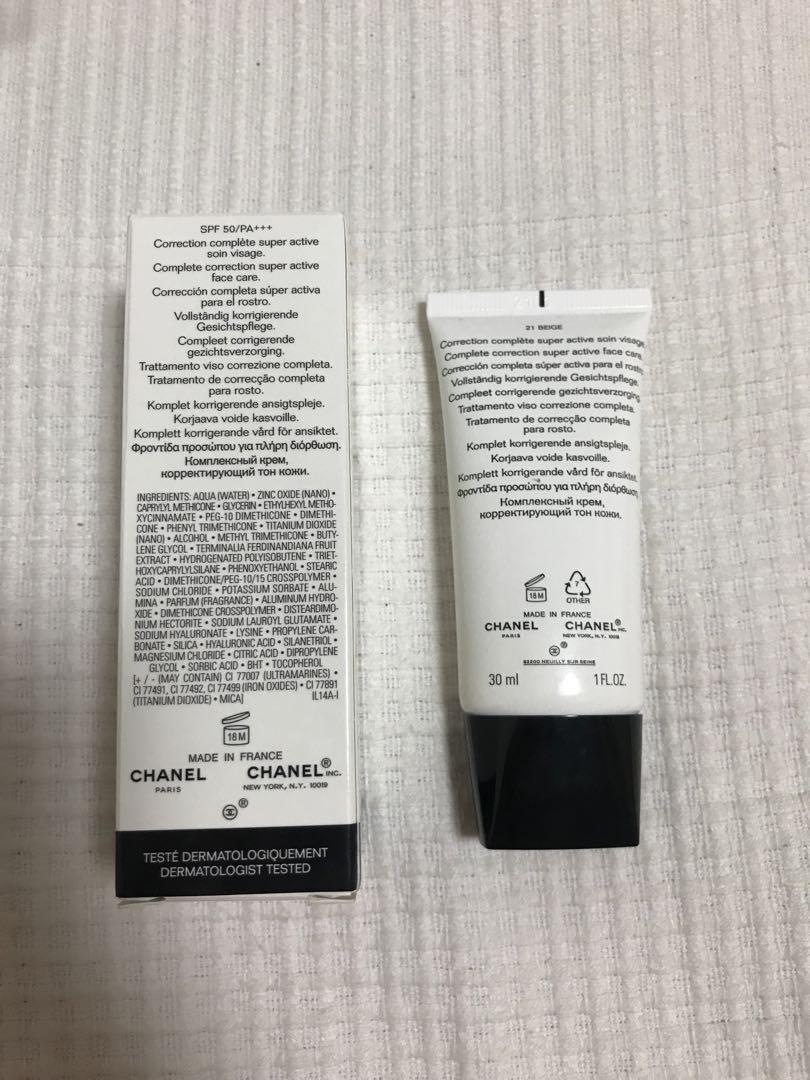 SPF 50/PA+++
Correction complète super active
soin visage.
Complete correction super active
face care.
Corrección completa súper activa
para el rostro.
Vollständig korrigierende
Gesichtspflege.
Compleet corrigerende
gezichtsverzorging.
Trattamento viso correzione completa.
Tratamento de correcção completa
para rosto.
Komplet korrigerende ansigtspleje.
Korjaava voide kasvoille.
Komplett korrigerande vård för ansiktet.
Φροντίδα προσώπου για πλήρη διόρθωση.
Комплексный крем,
корректирующий тон кожи.
INGREDIENTS: AQUA (WATER) • ZINC OXIDE (NANO) •
CAPRYLYL METHICONE • GLYCERIN • ETHYLHEXYL METHO-
XYCINNAMATE • PEG-10 DIMETHICONE • DIMETHI-
CONE • PHENYL TRIMETHICONE • TITANIUM DIOXIDE
(NANO) • ALCOHOL • METHYL TRIMETHICONE • BUTY-
LENE GLYCOL • TERMINALIA FERDINANDIANA FRUIT
EXTRACT • HYDROGENATED POLYISOBUTENE • TRIET-
HOXYCAPRYLYLSILANE • PHENOXYETHANOL • STEARIC
ACID • DIMETHICONE/PEG-10/15 CROSSPOLYMER •
SODIUM CHLORIDE • POTASSIUM SORBATE • ALU-
MINA • PARFUM (FRAGRANCE) • ALUMINUM HYDRO-
XIDE • DIMETHICONE CROSSPOLYMER • DISTEARDIMO-
NIUM HECTORITE • SODIUM LAUROYL GLUTAMATE •
SODIUM HYALURONATE • LYSINE • PROPYLENE CAR-
BONATE • SILICA • HYALURONIC ACID • SILANETRIOL •
MAGNESIUM CHLORIDE • CITRIC ACID • DIPROPYLENE
GLYCOL • SORBIC ACID • BHT • TOCOPHEROL
[+ / - (MAY CONTAIN) CI 77007 (ULTRAMARINES) •
CI 77491, CI 77492, CI 77499 (IRON OXIDES) • CI 77891
(TITANIUM DIOXIDE) • MICA] IL14A-I
18 M
MADE IN FRANCE
CHANEL CHANEL® INC.
PARIS NEW YORK, N.Y. 10019
®
TESTÉ DERMATOLOGIQUEMENT
DERMATOLOGIST TESTED
21 BEIGE
Correction complète super active soin visage.
Complete correction super active face care.
Corrección completa súper activa para el rostro.
Vollständig korrigierende Gesichtspflege.
Compleet corrigerende gezichtsverzorging.
Trattamento viso correzione completa.
Tratamento de correcção completa
para rosto.
Komplet korrigerende ansigtspleje.
Korjaava voide kasvoille.
Komplett korrigerande vård för ansiktet.
Φροντίδα προσώπου για πλήρη διόρθωση.
Комплексный крем,
корректирующий тон кожи.
18 M
7
OTHER
MADE IN FRANCE
CHANEL CHANEL® INC.
PARIS NEW YORK, N.Y. 10019
®
92200 NEUILLY SUR SEINE
30 ml 1 FL.OZ.